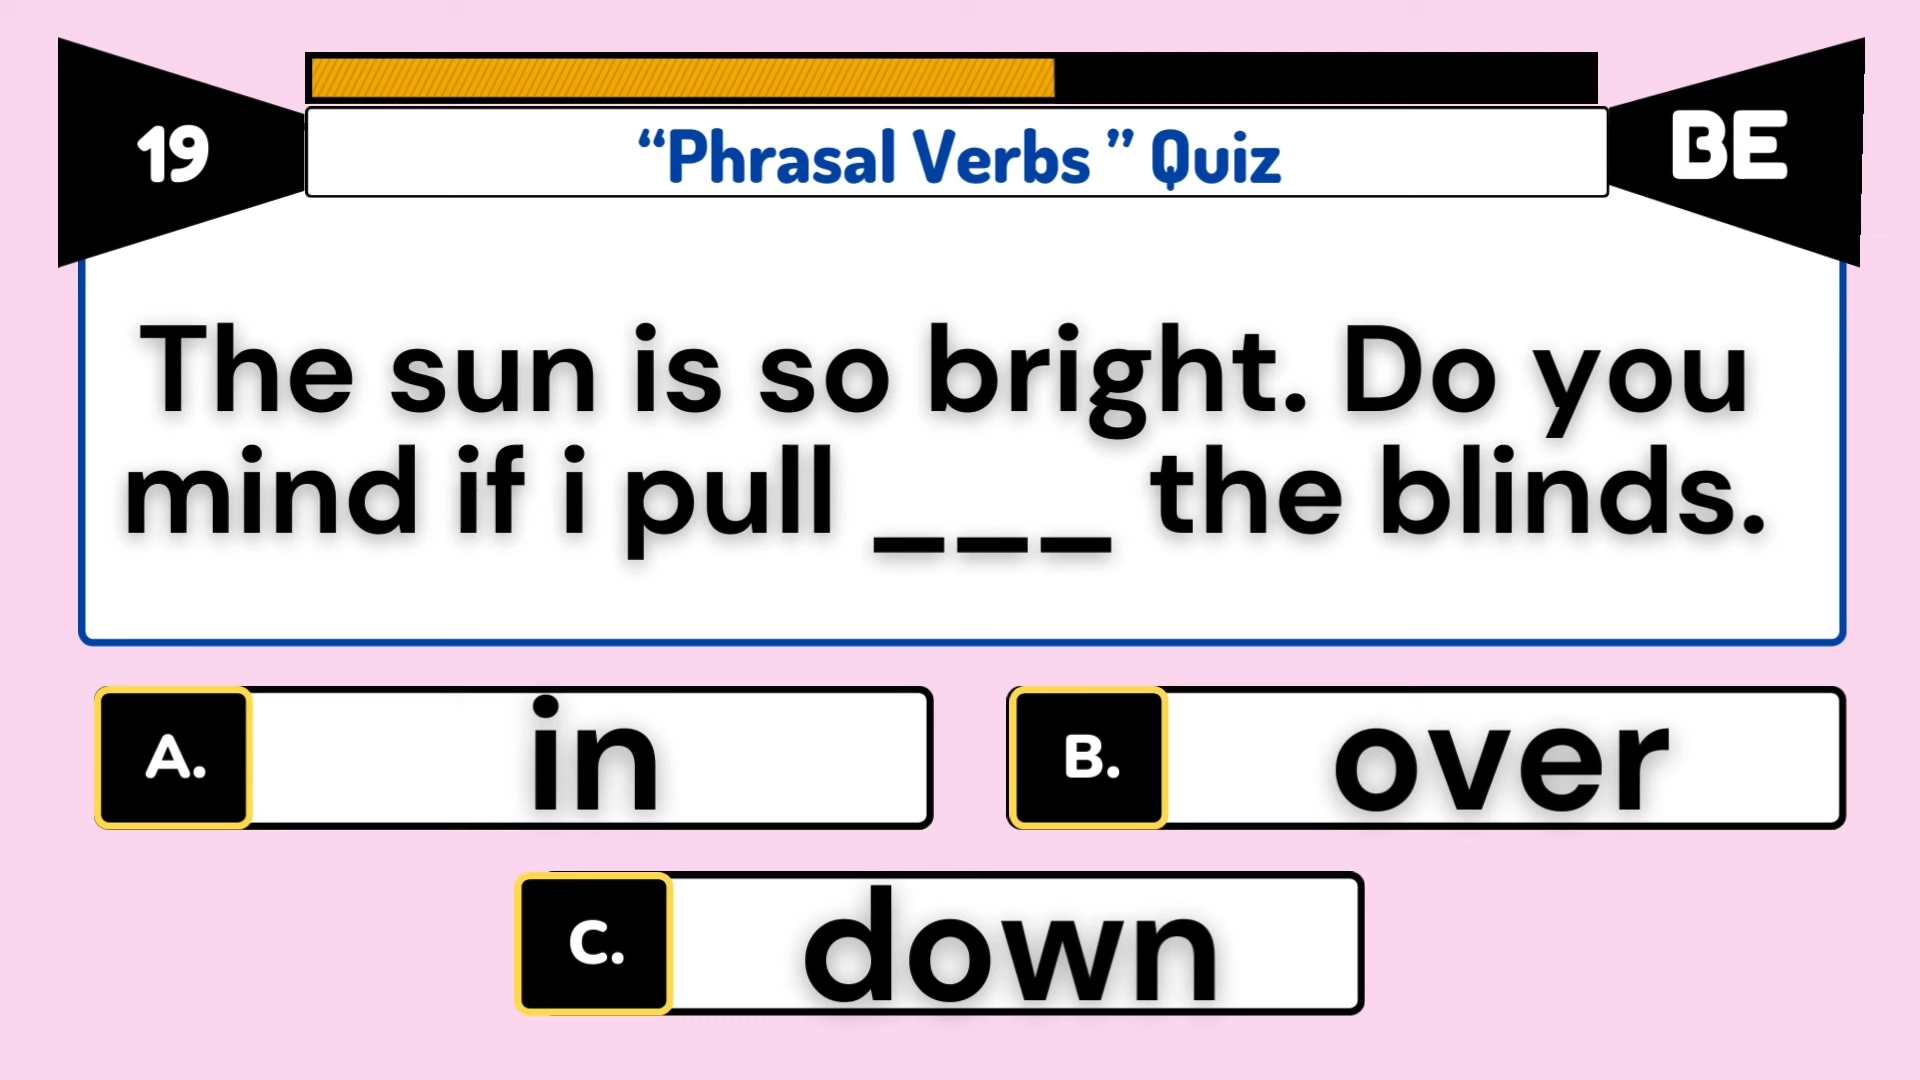 19
“Phrasal Verbs ” Quiz
BE
The sun is so bright. Do you
mind if i pull ___ the blinds.
A. in
B. over
C. down